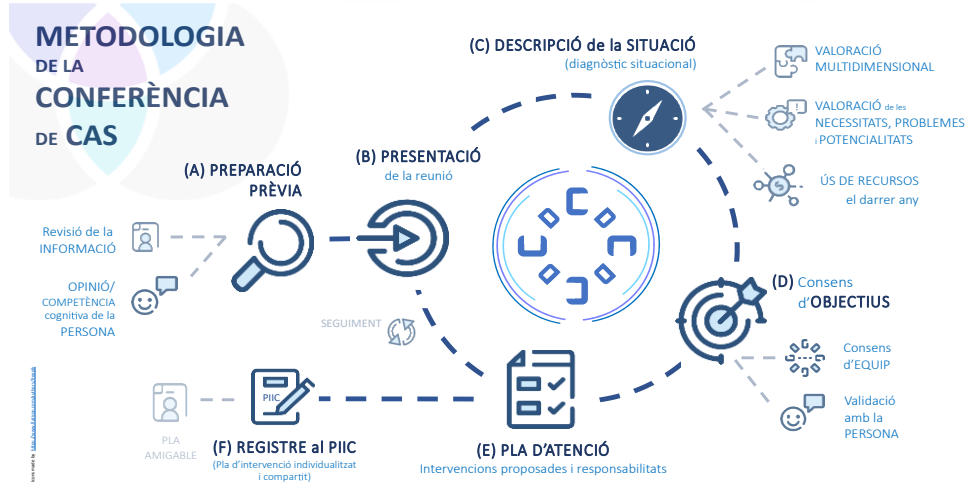 METODOLOGIA
DE LA
CONFERÈNCIA
DE CAS
(A) PREPARACIÓ
PRÈVIA
Revisió de la
INFORMACIÓ
OPINIÓ/
COMPETÈNCIA
cognitiva de la
PERSONA
(B) PRESENTACIÓ
de la reunió
(C) DESCRIPCIÓ de la SITUACIÓ
(diagnòstic situacional)
VALORACIÓ
MULTIDIMENSIONAL
VALORACIÓ de les
NECESSITATS, PROBLEMES
i POTENCIALITATS
ÚS DE RECURSOS
el darrer any
(D) Consens
d'OBJECTIUS
Consens
d'EQUIP
Validació
amb la
PERSONA
(E) PLA D'ATENCIÓ
Intervencions proposades i responsabilitats
SEGUIMENT
PIIC
(F) REGISTRE al PIIC
(Pla d'intervenció individualitzat
i compartit)
PLA
AMIGABLE